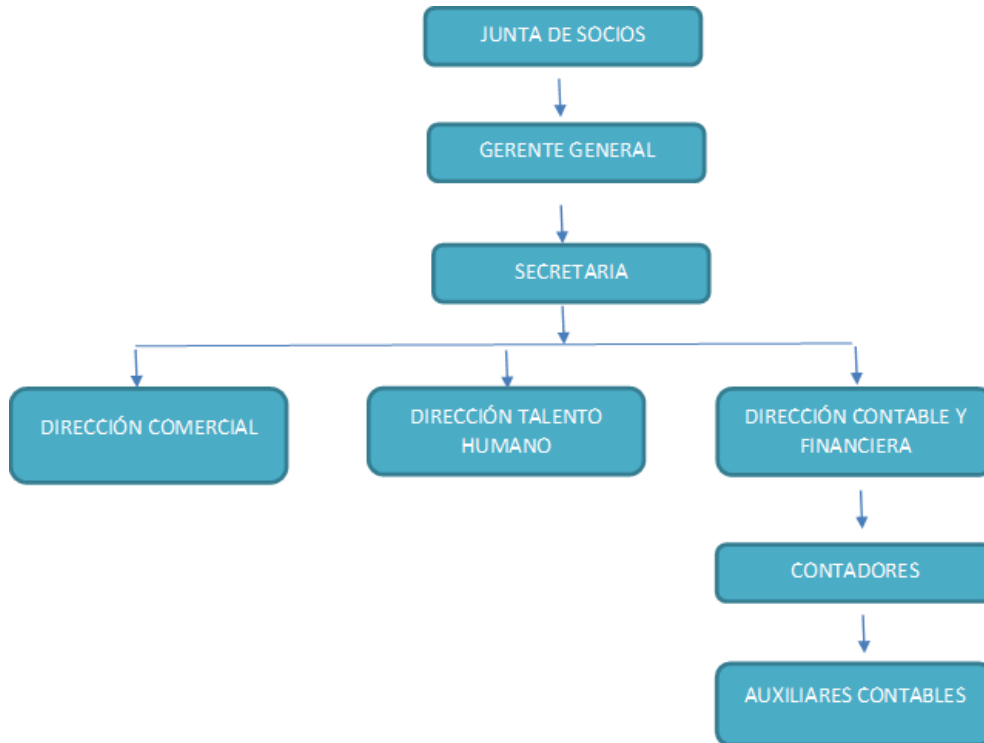 JUNTA DE SOCIOS
GERENTE GENERAL
SECRETARIA
DIRECCIÓN COMERCIAL
DIRECCIÓN TALENTO
HUMANO
DIRECCIÓN CONTABLE Y
FINANCIERA
CONTADORES
AUXILIARES CONTABLES